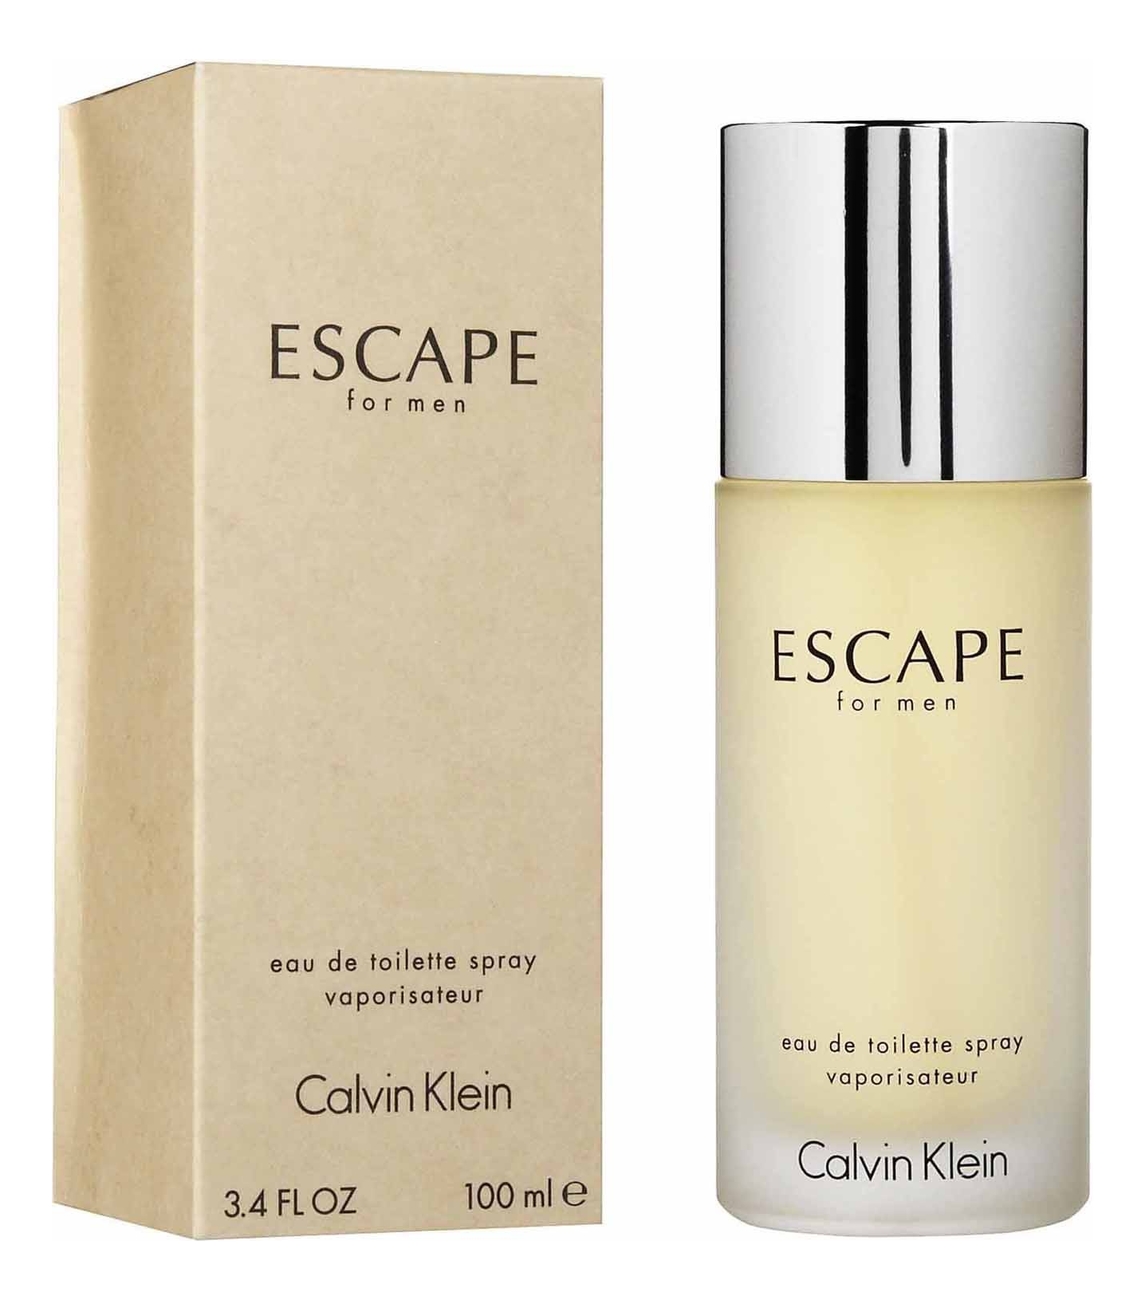 ESCAPE
for men
eau de toilette spray
vaporisateur
Calvin Klein
3.4 FL OZ 100 ml ℮
ESCAPE
for men
eau de toilette spray
vaporisateur
Calvin Klein